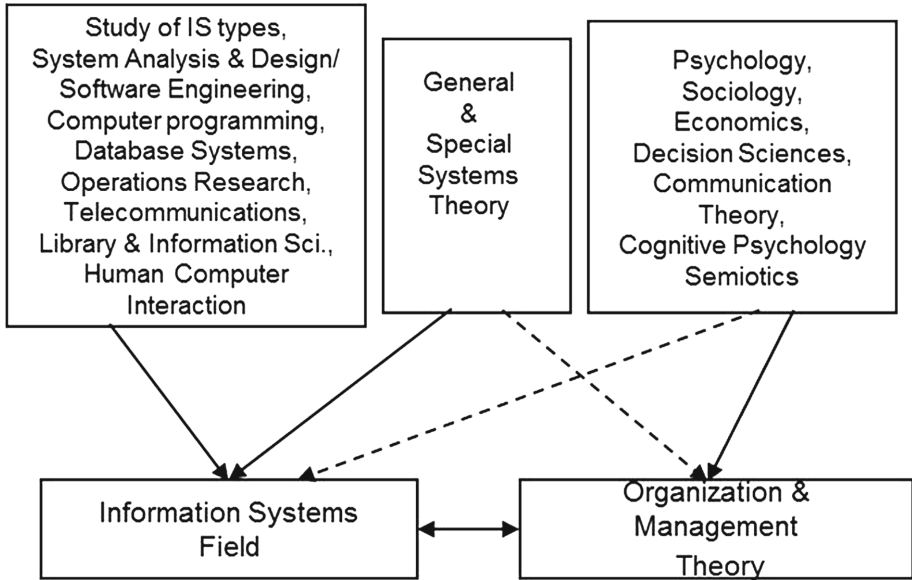 Study of IS types,
System Analysis & Design/
Software Engineering,
Computer programming,
Database Systems,
Operations Research,
Telecommunications,
Library & Information Sci.,
Human Computer
Interaction
General
&
Special
Systems
Theory
Psychology,
Sociology,
Economics,
Decision Sciences,
Communication
Theory,
Cognitive Psychology
Semiotics
Information Systems
Field
Organization &
Management
Theory